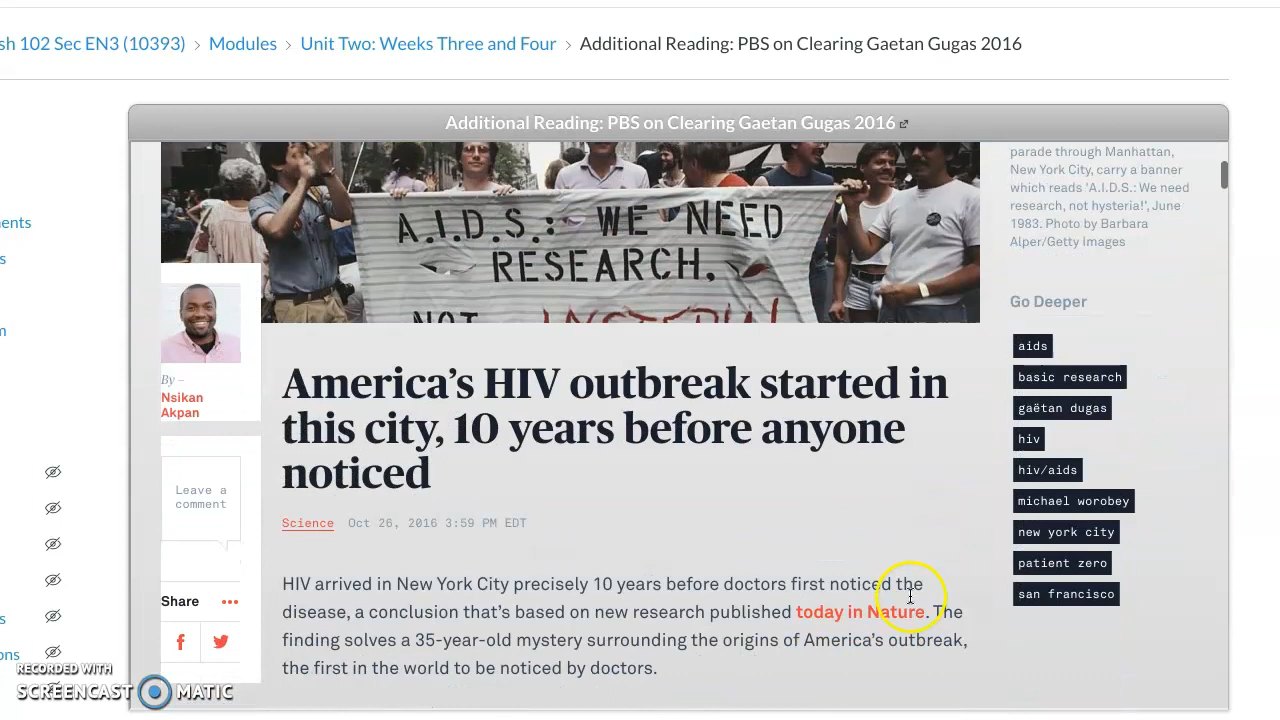 sh 102 Sec EN3 (10393) › Modules › Unit Two: Weeks Three and Four › Additional Reading: PBS on Clearing Gaetan Gugas 2016
Additional Reading: PBS on Clearing Gaetan Gugas 2016
A.I.D.S.: WE NEED
RESEARCH,
NOT HYSTERIA!
parade through Manhattan,
New York City, carry a banner
which reads 'A.I.D.S.: We need
research, not hysteria!', June
1983. Photo by Barbara
Alper/Getty Images
By –
Nsikan
Akpan
Leave a
comment
Share
America's HIV outbreak started in
this city, 10 years before anyone
noticed
Science Oct 26, 2016 3:59 PM EDT
HIV arrived in New York City precisely 10 years before doctors first noticed the
disease, a conclusion that's based on new research published today in Nature. The
finding solves a 35-year-old mystery surrounding the origins of America's outbreak,
the first in the world to be noticed by doctors.
Go Deeper
aids
basic research
gaëtan dugas
hiv
hiv/aids
michael worobey
new york city
patient zero
san francisco
ents
s
m
s
ons
RECORDED WITH
SCREENCAST MATIC